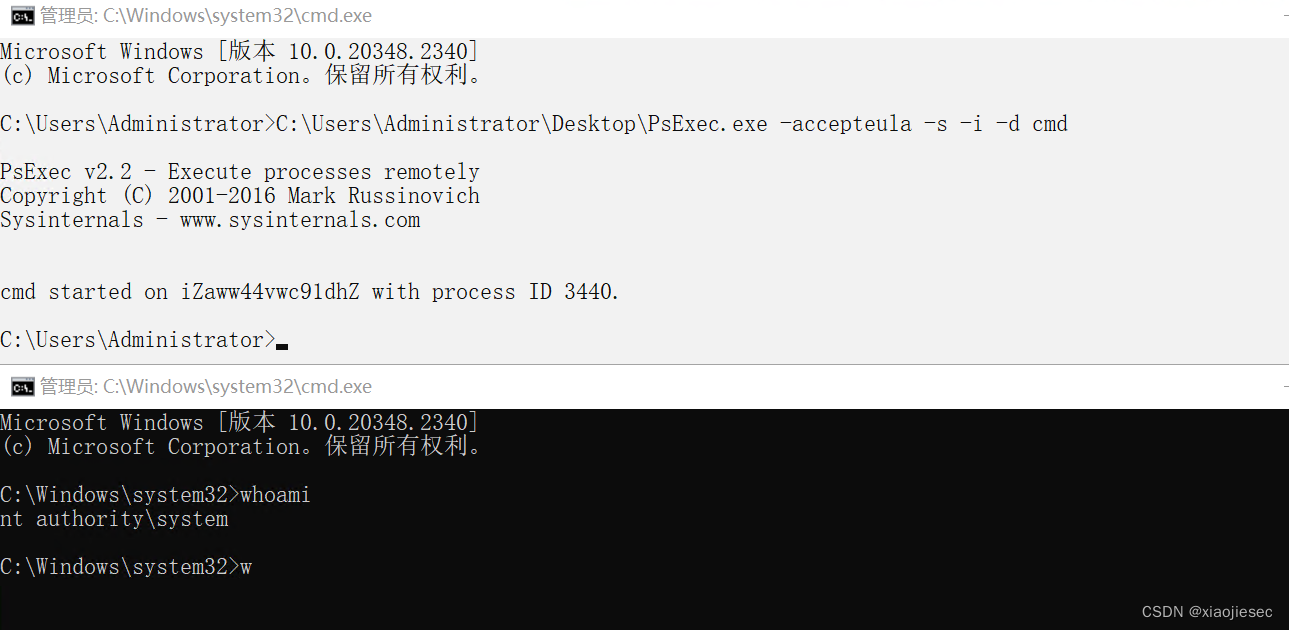 管理员: C:\Windows\system32\cmd.exe
Microsoft Windows [版本 10.0.20348.2340]
(c) Microsoft Corporation。保留所有权利。
C:\Users\Administrator>C:\Users\Administrator\Desktop\PsExec.exe -accepteula -s -i -d cmd
PsExec v2.2 - Execute processes remotely
Copyright (C) 2001-2016 Mark Russinovich
Sysinternals - www.sysinternals.com
cmd started on iZaww44vwc91dhZ with process ID 3440.
C:\Users\Administrator>
管理员: C:\Windows\system32\cmd.exe
Microsoft Windows [版本 10.0.20348.2340]
(c) Microsoft Corporation。保留所有权利。
C:\Windows\system32>whoami
nt authority\system
C:\Windows\system32>w
CSDN @xiaojiesec